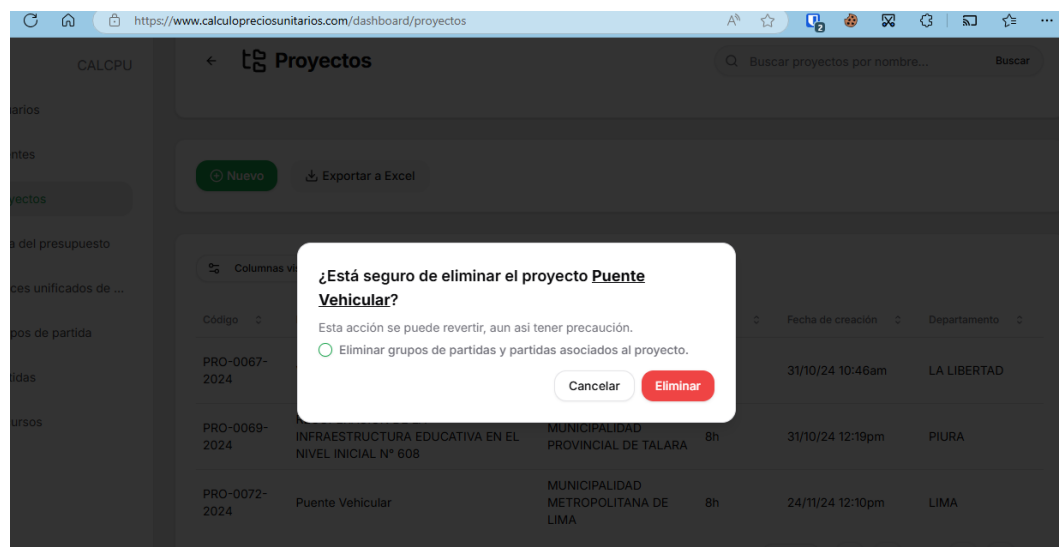 https://www.calculopreciosunitarios.com/dashboard/proyectos
2
CALCPU
Proyectos
Buscar proyectos por nombre...
Buscar
arios
ntes
yectos
a del presupuesto
ces unificados de ...
pos de partida
tidas
ursos
Nuevo
Exportar a Excel
Columnas vi
¿Está seguro de eliminar el proyecto Puente
Vehicular?
Esta acción se puede revertir, aun asi tener precaución.
Eliminar grupos de partidas y partidas asociados al proyecto.
Cancelar
Eliminar
Código
Fecha de creación
Departamento
PRO-0067-
2024
31/10/24 10:46am
LA LIBERTAD
PRO-0069-
2024
INFRAESTRUCTURA EDUCATIVA EN EL
NIVEL INICIAL N° 608
MUNICIPALIDAD
PROVINCIAL DE TALARA
8h
31/10/24 12:19pm
PIURA
PRO-0072-
2024
Puente Vehicular
MUNICIPALIDAD
METROPOLITANA DE
LIMA
8h
24/11/24 12:10pm
LIMA